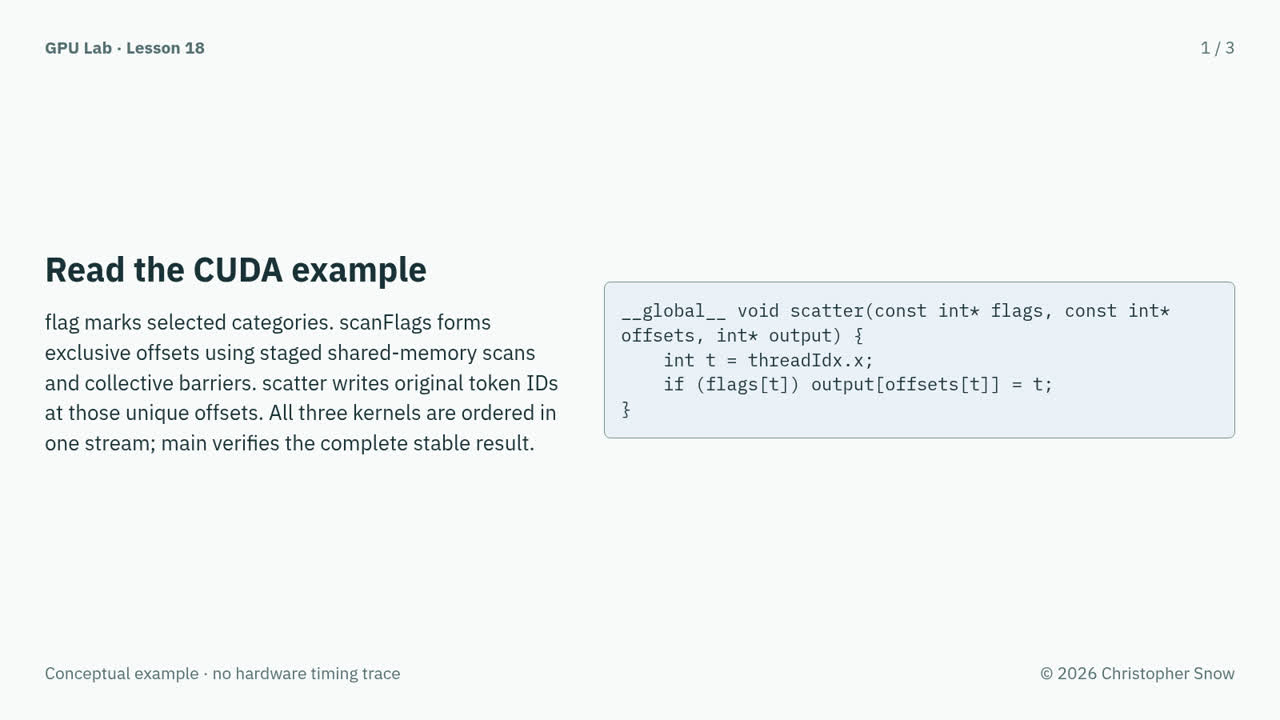 GPU Lab · Lesson 18
1 / 3
Read the CUDA example
flag marks selected categories. scanFlags forms
exclusive offsets using staged shared-memory scans
and collective barriers. scatter writes original token IDs
at those unique offsets. All three kernels are ordered in
one stream; main verifies the complete stable result.
__global__ void scatter(const int* flags, const int*
offsets, int* output) {
    int t = threadIdx.x;
    if (flags[t]) output[offsets[t]] = t;
}
Conceptual example · no hardware timing trace
© 2026 Christopher Snow